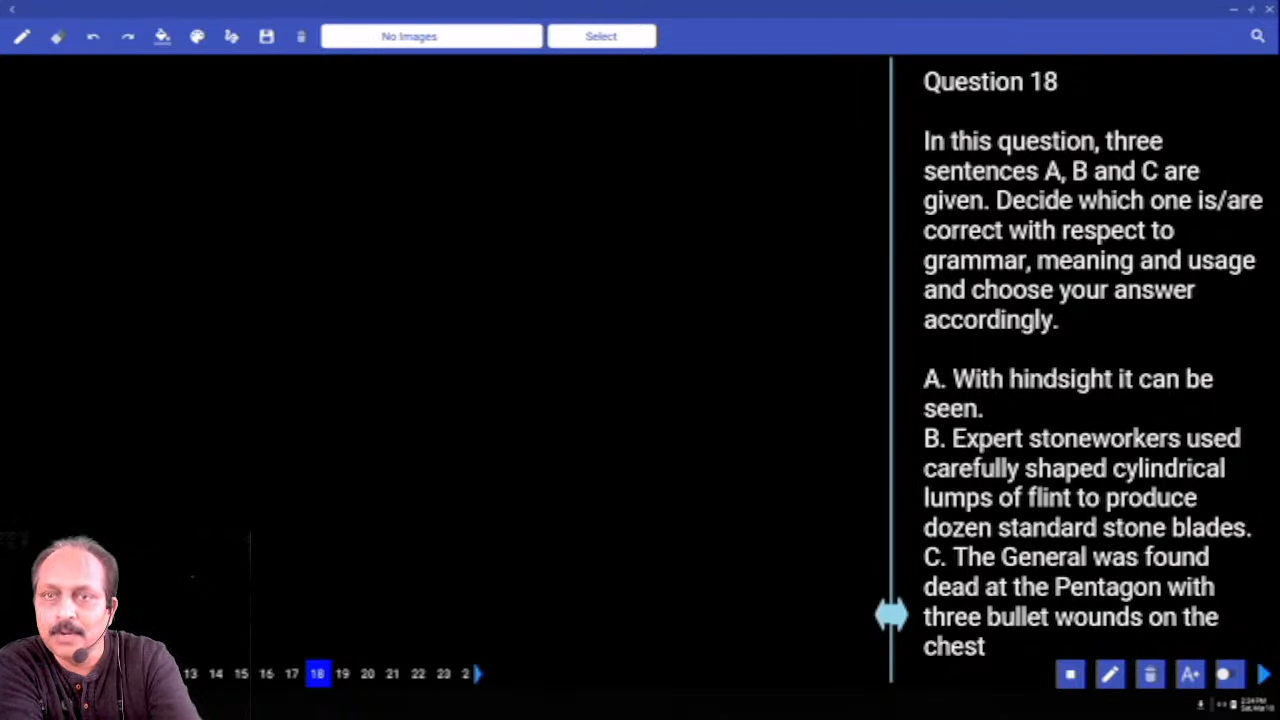 No Images
Select
Question 18
In this question, three
sentences A, B and C are
given. Decide which one is/are
correct with respect to
grammar, meaning and usage
and choose your answer
accordingly.
A. With hindsight it can be
seen.
B. Expert stoneworkers used
carefully shaped cylindrical
lumps of flint to produce
dozen standard stone blades.
C. The General was found
dead at the Pentagon with
three bullet wounds on the
chest
13 14 15 16 17 18 19 20 21 22 23 2
A+
2:24 PM